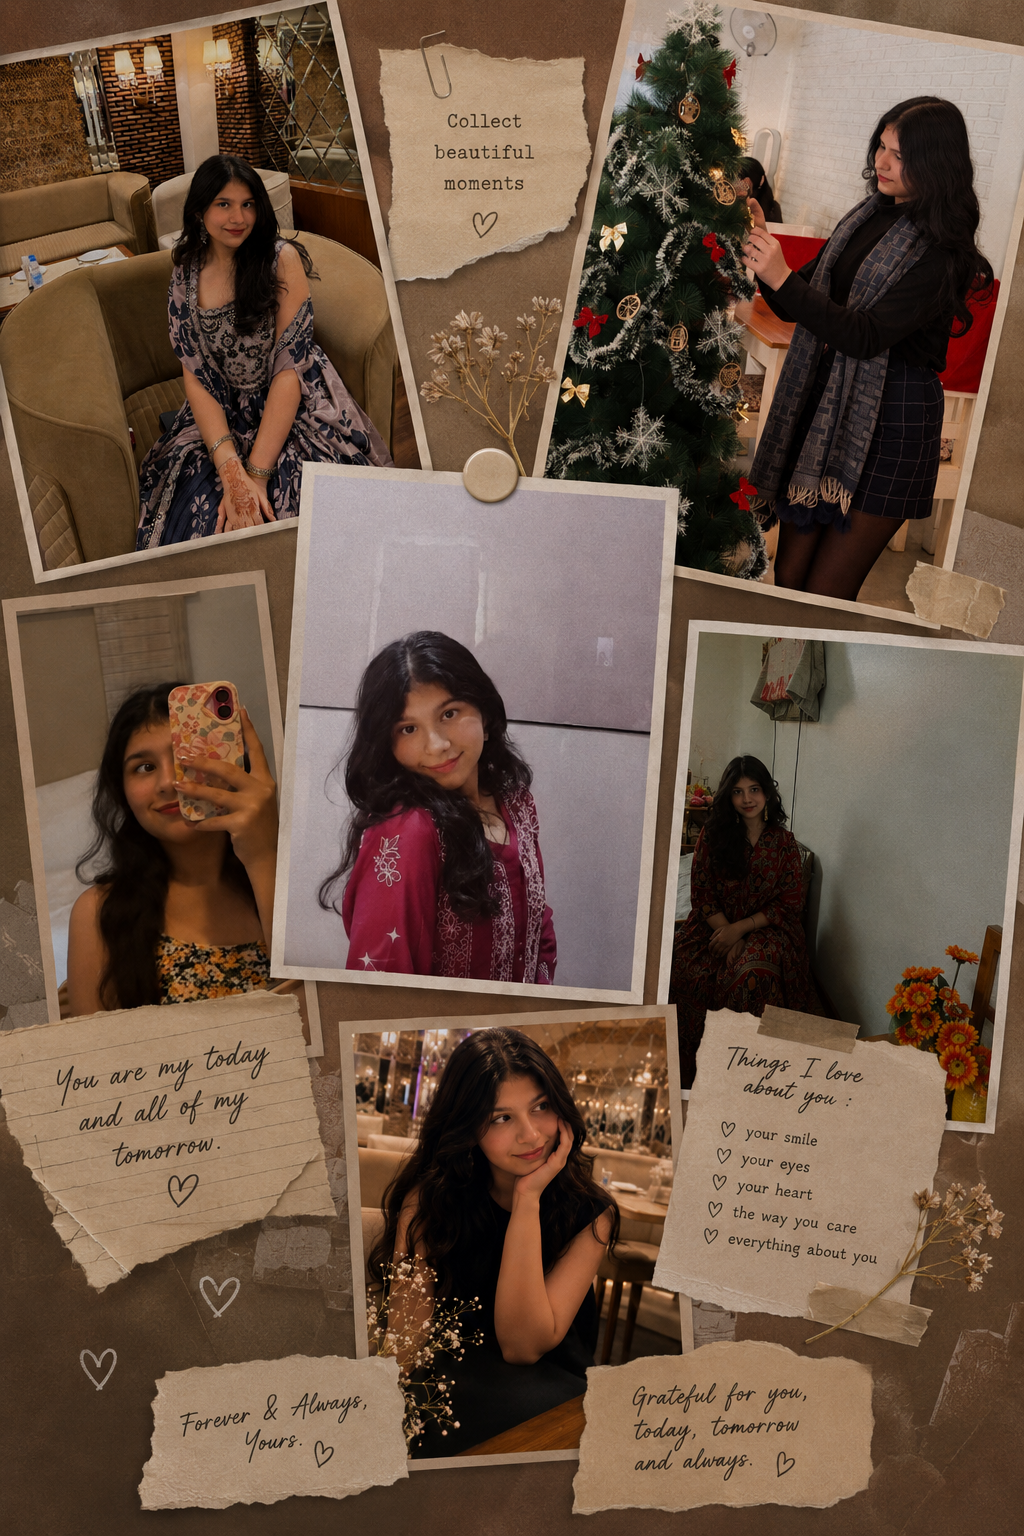 Collect
beautiful
moments
You are my today
and all of my
tomorrow.
Things I love
about you :
your smile
your eyes
your heart
the way you care
everything about you
Forever & Always,
Yours.
Grateful for you,
today, tomorrow
and always.